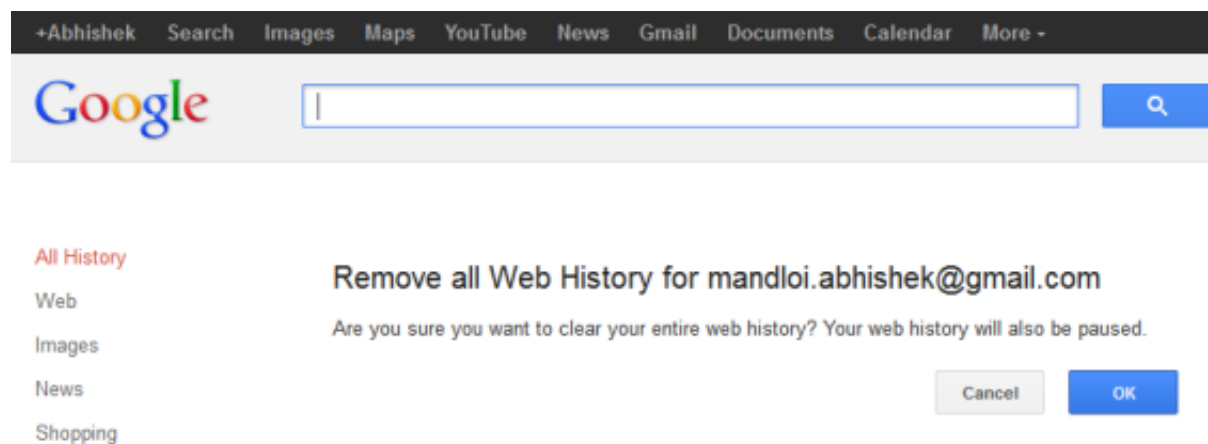 +Abhishek Search Images Maps YouTube News Gmail Documents Calendar More
Google
All History
Remove all Web History for mandloi.abhishek@gmail.com
Web
Are you sure you want to clear your entire web history? Your web history will also be paused.
Images
News
Cancel OK
Shopping